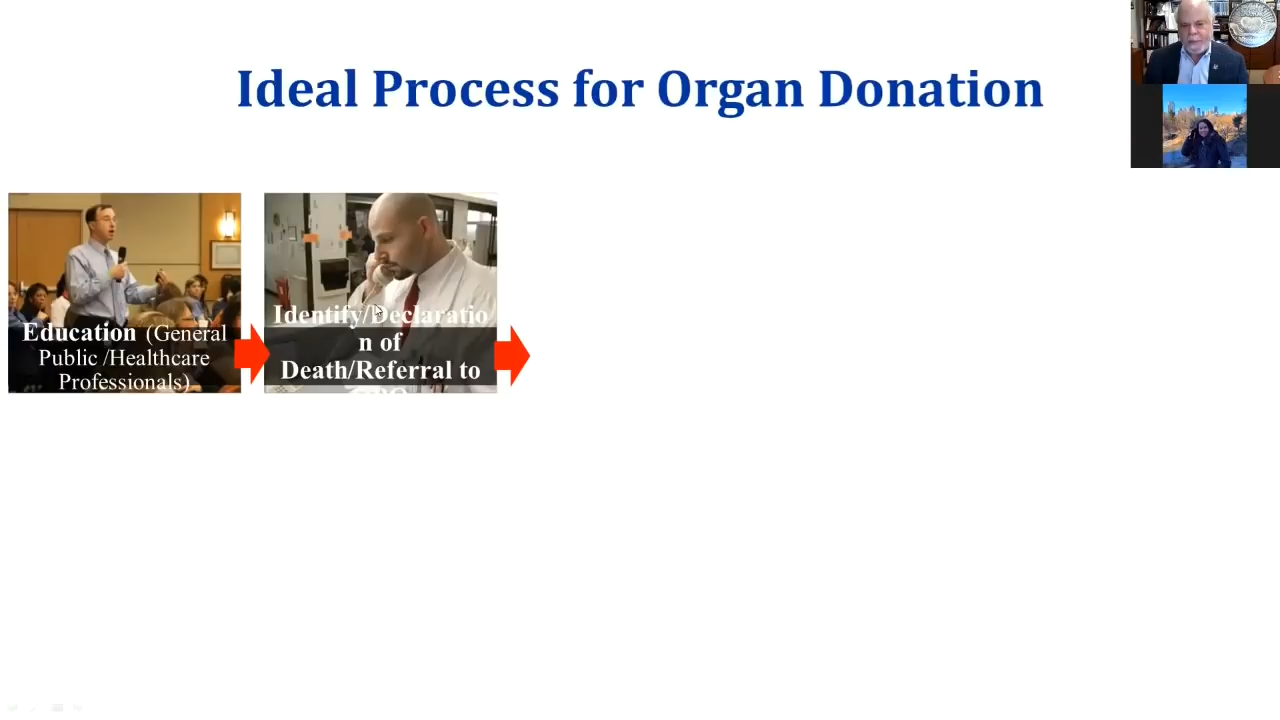 Ideal Process for Organ Donation
Education (General
Public /Healthcare
Professionals)
Identify/Declaratio
n of
Death/Referral to